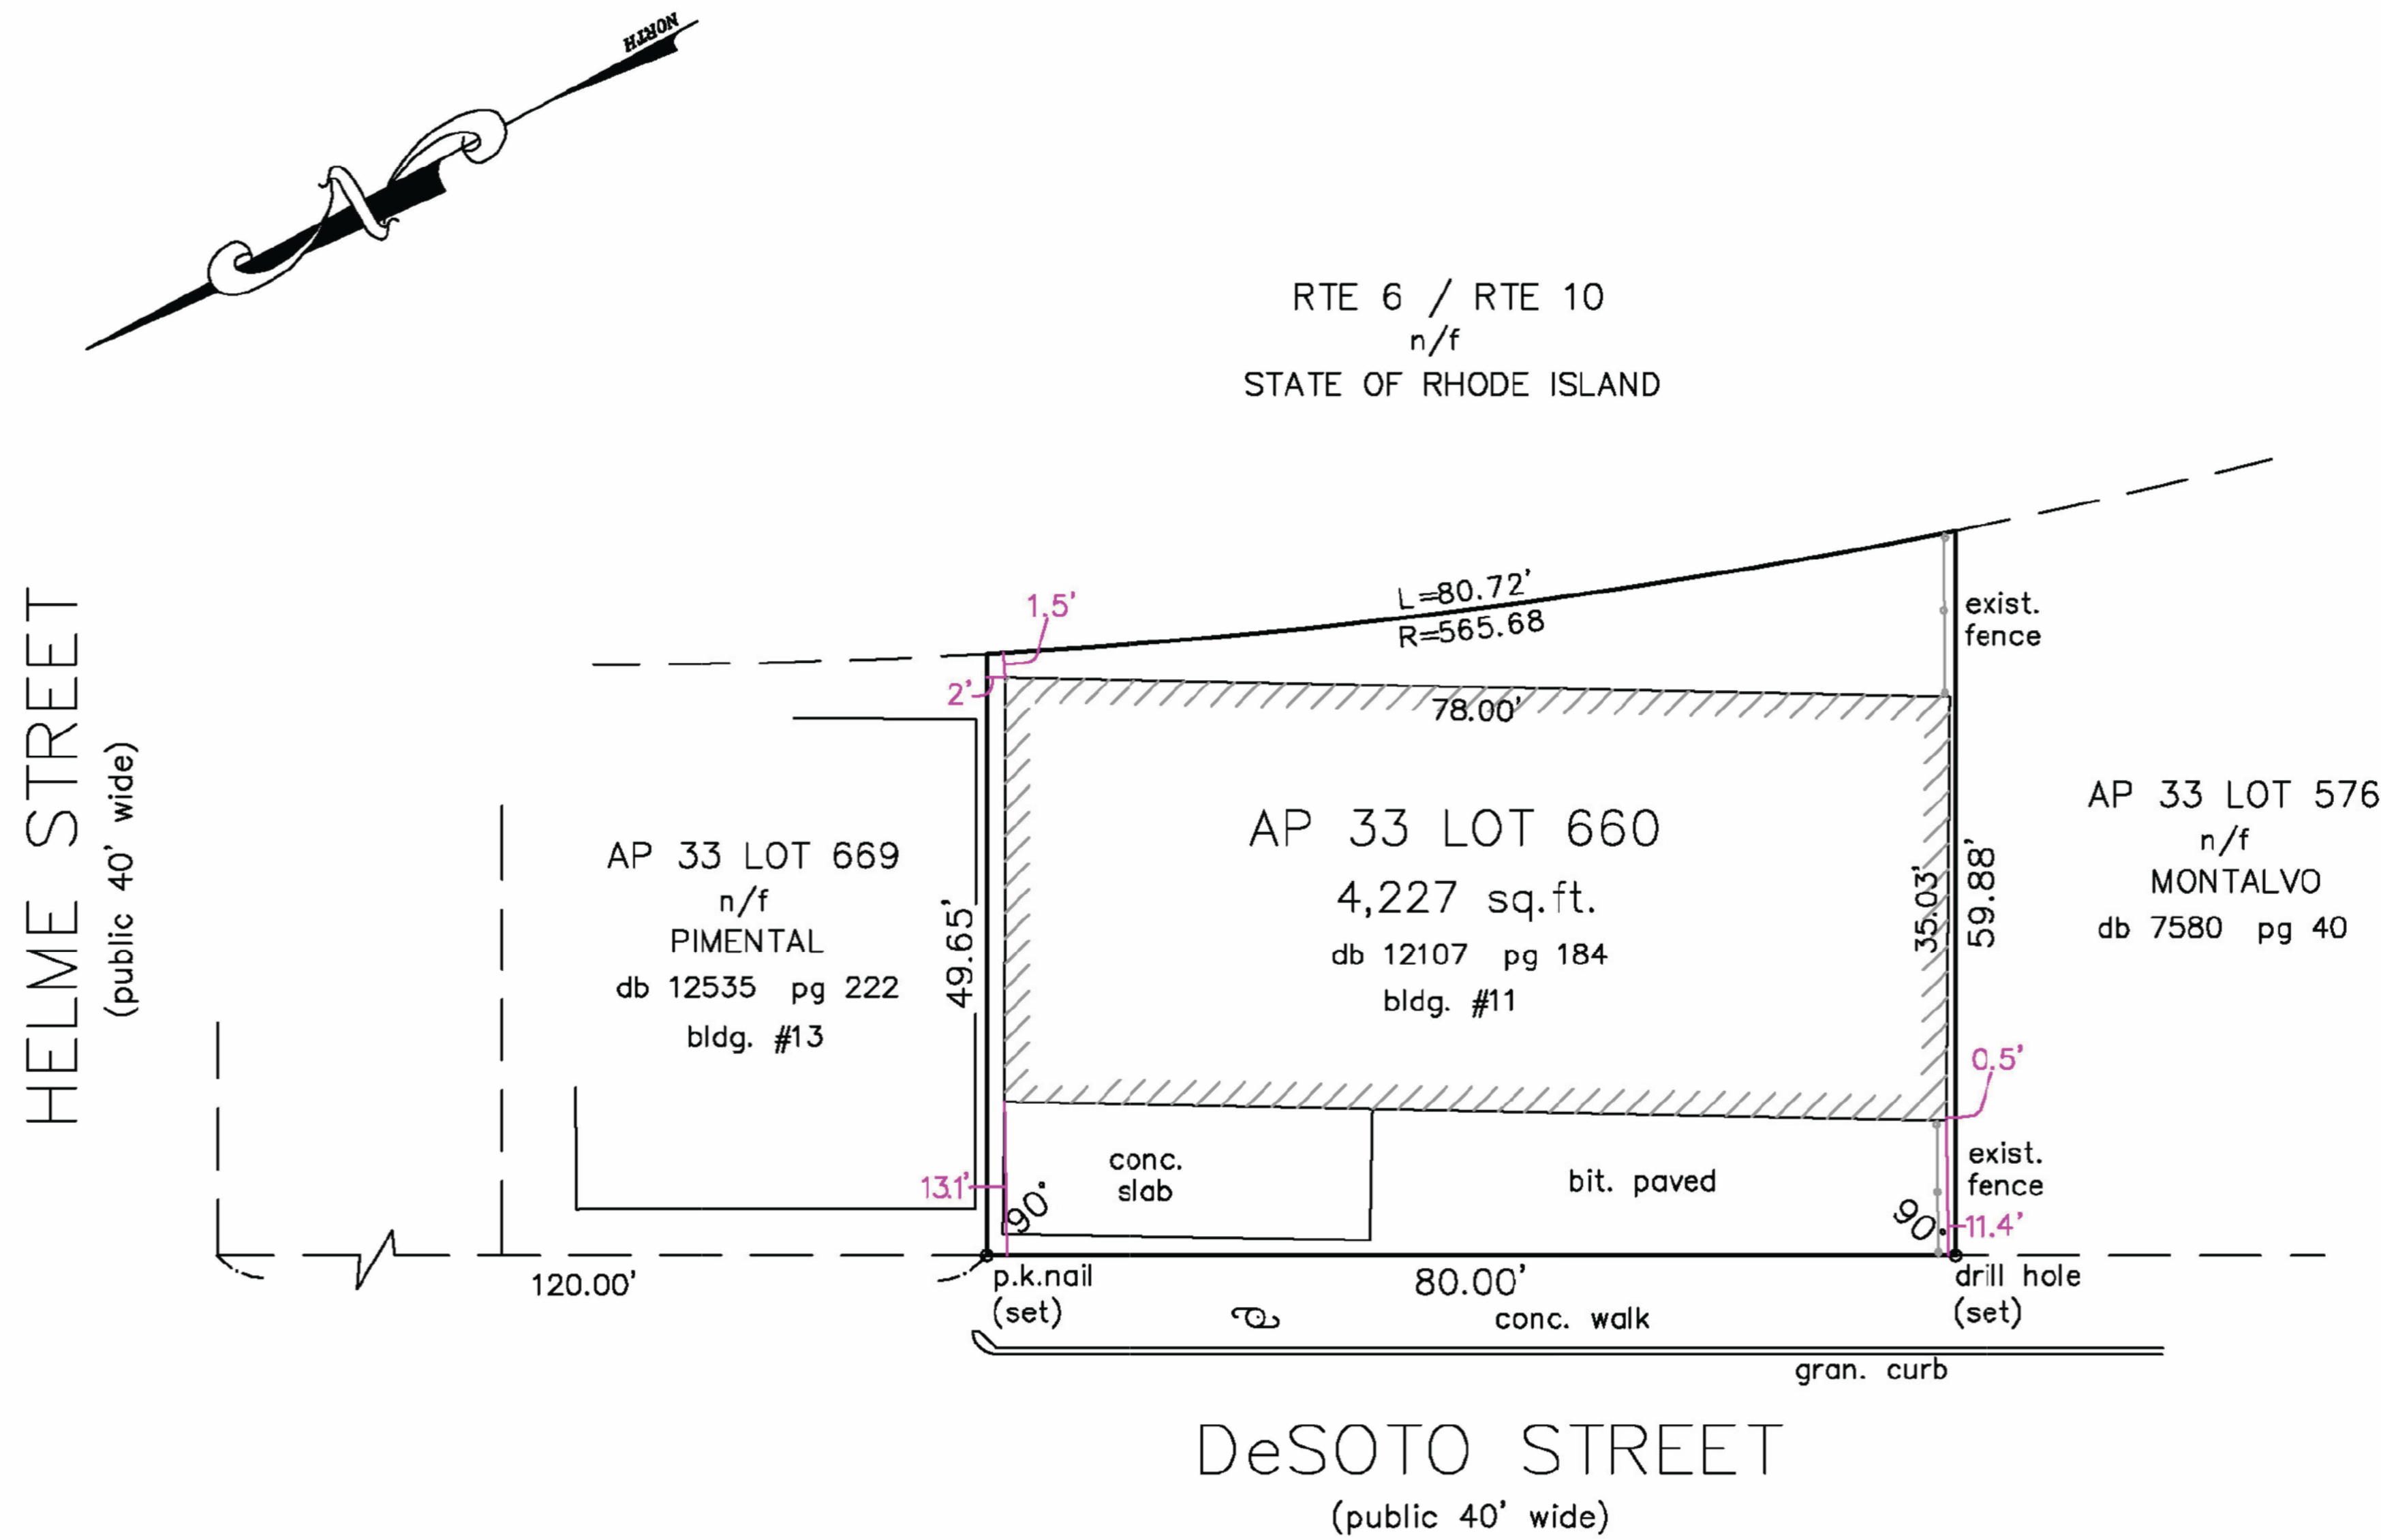 NORTH
RTE 6 / RTE 10
n/f
STATE OF RHODE ISLAND
HELME STREET
(public 40' wide)
1.5'
2'
L=80.72'
R=565.68
exist.
fence
78.00'
AP 33 LOT 669
n/f
PIMENTAL
db 12535 pg 222
bldg. #13
49.65'
AP 33 LOT 660
4,227 sq.ft.
db 12107 pg 184
bldg. #11
35.03'
59.88'
AP 33 LOT 576
n/f
MONTALVO
db 7580 pg 40
0.5'
13.1'
90°
conc.
slab
bit. paved
90°
exist.
fence
11.4'
120.00'
p.k.nail
(set)
80.00'
drill hole
(set)
conc. walk
gran. curb
DeSOTO STREET
(public 40' wide)